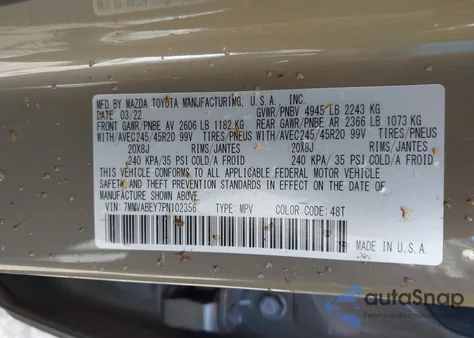 MFD. BY MAZDA TOYOTA MANUFACTURING, U.S.A., INC.
DATE 03/22 GVWR/PNBV 4945 LB 2243 KG
FRONT GAWR/PNBE AV 2606 LB 1182 KG REAR GAWR/PNBE AR 2366 LB 1073 KG
WITH/AVEC245/45R20 99V TIRES/PNEUS WITH/AVEC245/45R20 99V TIRES/PNEUS
20X8J RIMS/JANTES 20X8J RIMS/JANTES
240 KPA/35 PSI COLD/A FROID 240 KPA/35 PSI COLD/A FROID
THIS VEHICLE CONFORMS TO ALL APPLICABLE FEDERAL MOTOR VEHICLE
SAFETY AND THEFT PREVENTION STANDARDS IN EFFECT ON THE DATE OF
MANUFACTURE SHOWN ABOVE.
VIN: 7MMVABEY7PN102356 TYPE: MPV COLOR CODE: 48T
MADE IN U.S.A.
autoSnap